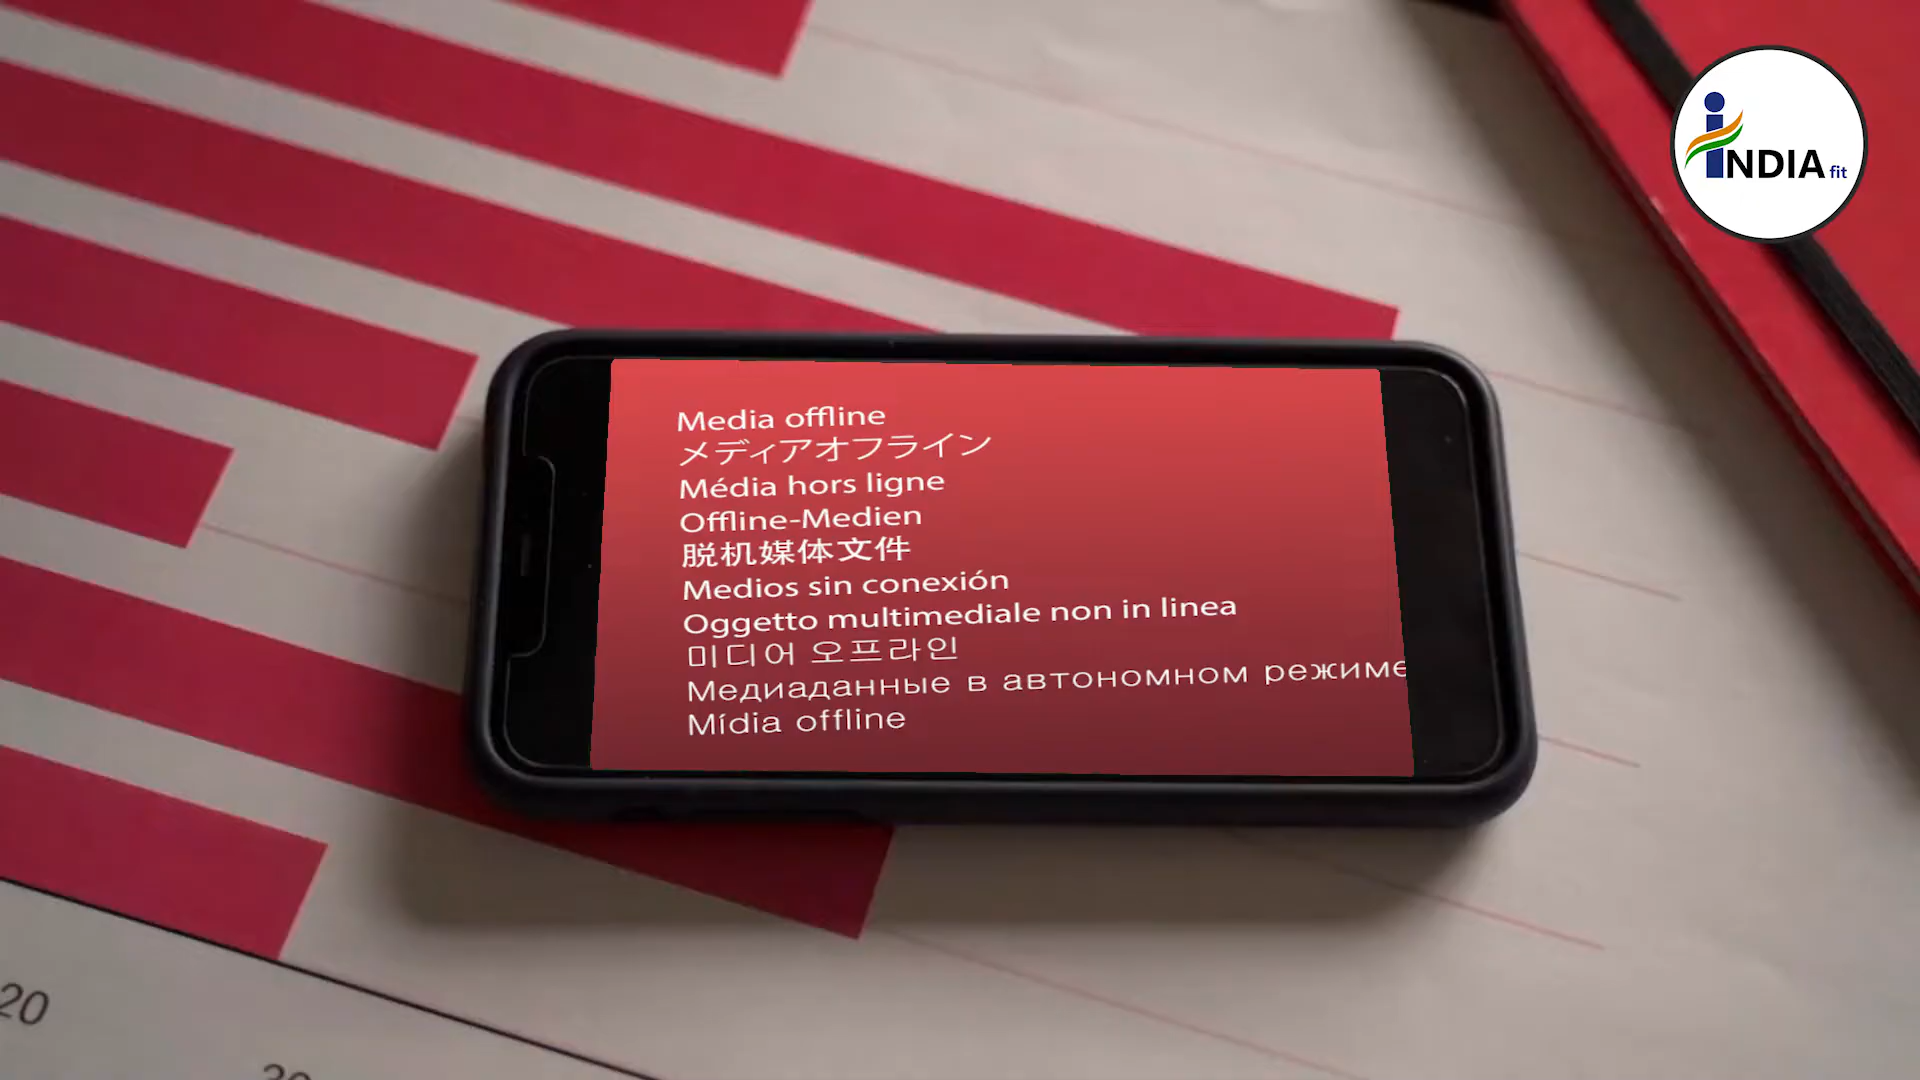 iNDIA fit
Media offline
メディアオフライン
Média hors ligne
Offline-Medien
脱机媒体文件
Medios sin conexión
Oggetto multimediale non in linea
미디어 오프라인
Медиаданные в автономном режиме
Mídia offline
20
30